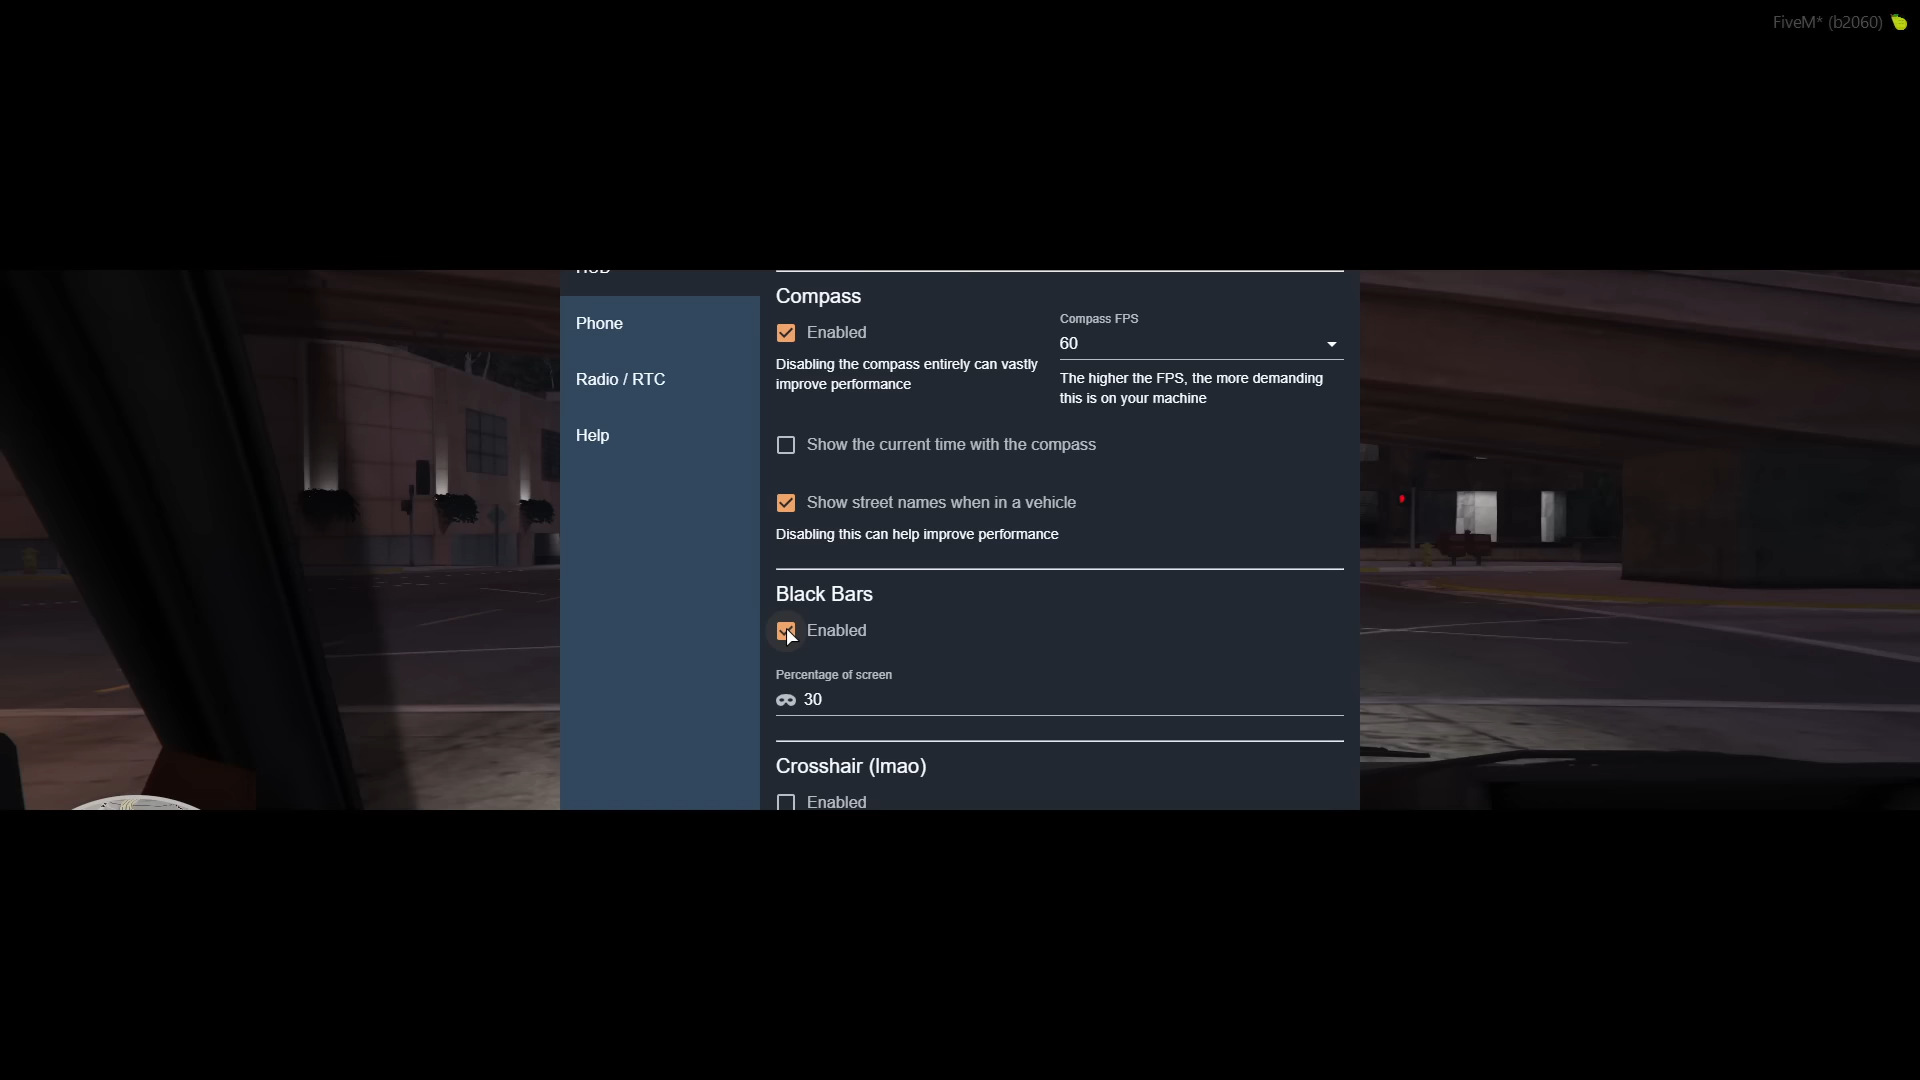 FiveM* (b2060)
HUD
Phone
Radio / RTC
Help
Compass
Enabled
Disabling the compass entirely can vastly
improve performance
Compass FPS
60
The higher the FPS, the more demanding
this is on your machine
Show the current time with the compass
Show street names when in a vehicle
Disabling this can help improve performance
Black Bars
Enabled
Percentage of screen
30
Crosshair (lmao)
Enabled